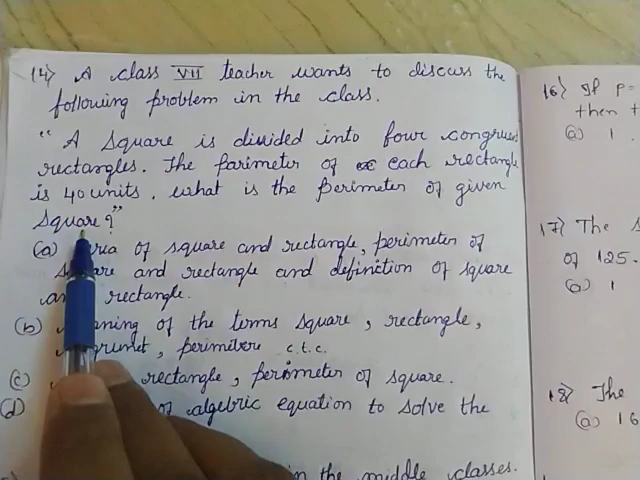 14) A class VII teacher wants to discuss the
following problem in the class.
" A square is divided into four congruent
rectangles. The parimeter of each rectangle
is 40 units. what is the perimeter of given
square?"
(a) area of square and rectangle, perimeter of
square and rectangle and definition of square
and rectangle.
(b) of the terms square, rectangle,
perimitere c.t.c.
(c) rectangle, perimeter of square.
(d) of algebric equation to solve the
in the middle classes.
16) If p =
then
(a) 1.
17) The
of 125.
(a) 1
18) The
(a) 16